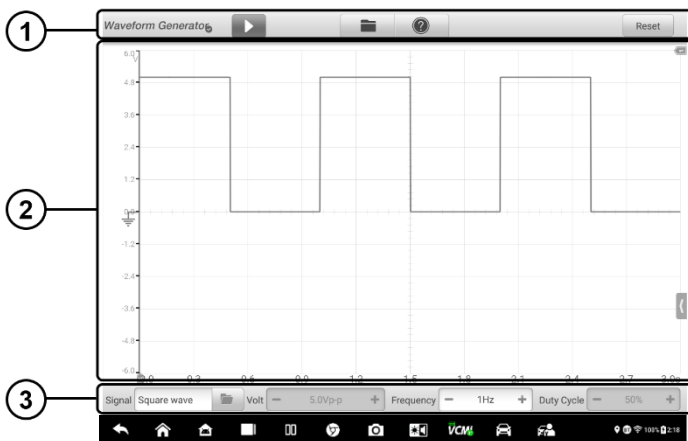 1
Waveform Generator
?
Reset
2
6.0
V
4.8
3.6
2.4
1.2
0.0
-1.2
-2.4
-3.6
-4.8
-6.0
0.0 0.3 0.6 0.9 1.2 1.5 1.8 2.1 2.4 2.7 3.0s
3
Signal Square wave Volt − 5.0Vp-p + Frequency − 1Hz + Duty Cycle − 50% +
VCMI 100% 2:18